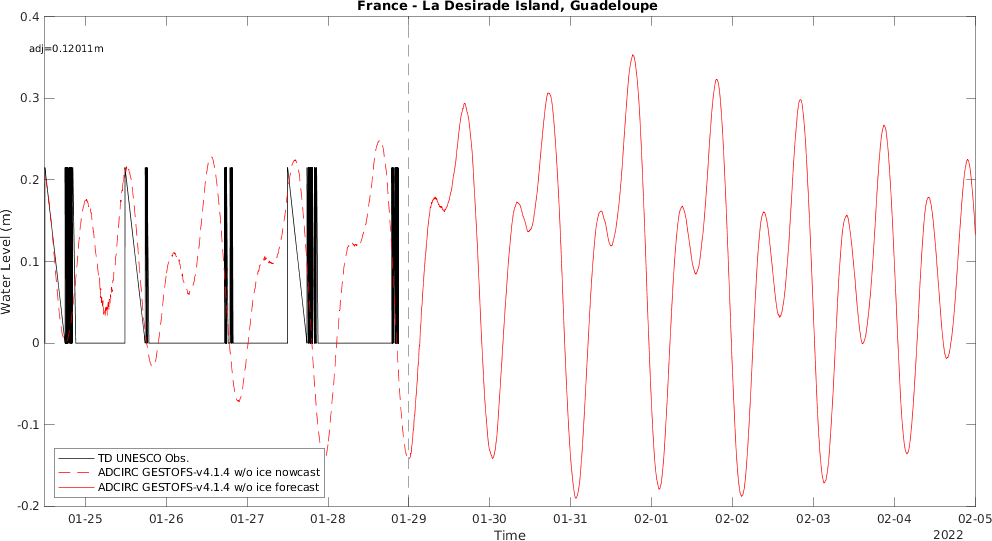 France - La Desirade Island, Guadeloupe
adj=0.12011m
0.4
0.3
0.2
0.1
0
-0.1
-0.2
Water Level (m)
TD UNESCO Obs.
ADCIRC GESTOFS-v4.1.4 w/o ice nowcast
ADCIRC GESTOFS-v4.1.4 w/o ice forecast
01-25 01-26 01-27 01-28 01-29 01-30 01-31 02-01 02-02 02-03 02-04 02-05
Time
2022